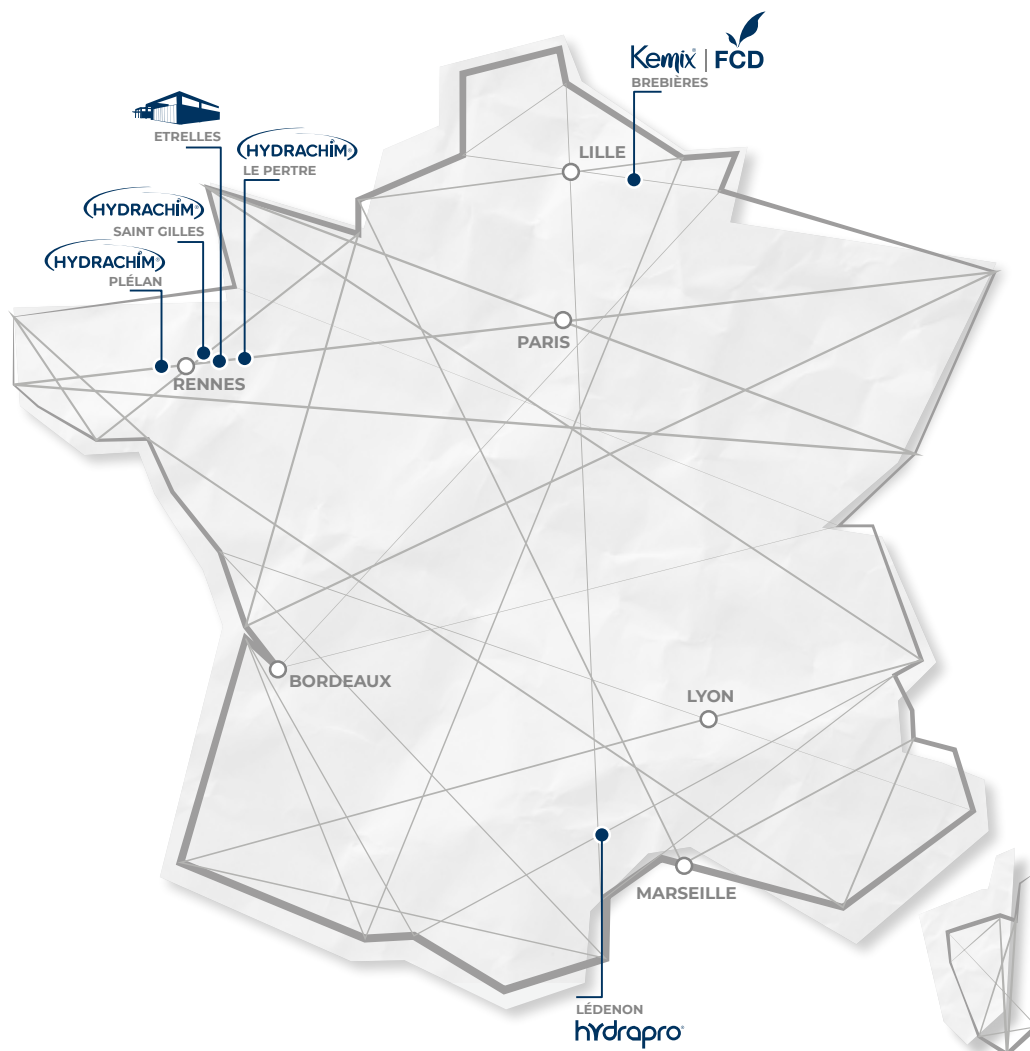 Kemix | FCD
BREBIÈRES
ETRELLES
HYDRACHIM®
LE PERTRE
LILLE
HYDRACHIM®
SAINT GILLES
HYDRACHIM®
PLÉLAN
PARIS
RENNES
BORDEAUX
LYON
MARSEILLE
LÉDENON
hYdrapro®